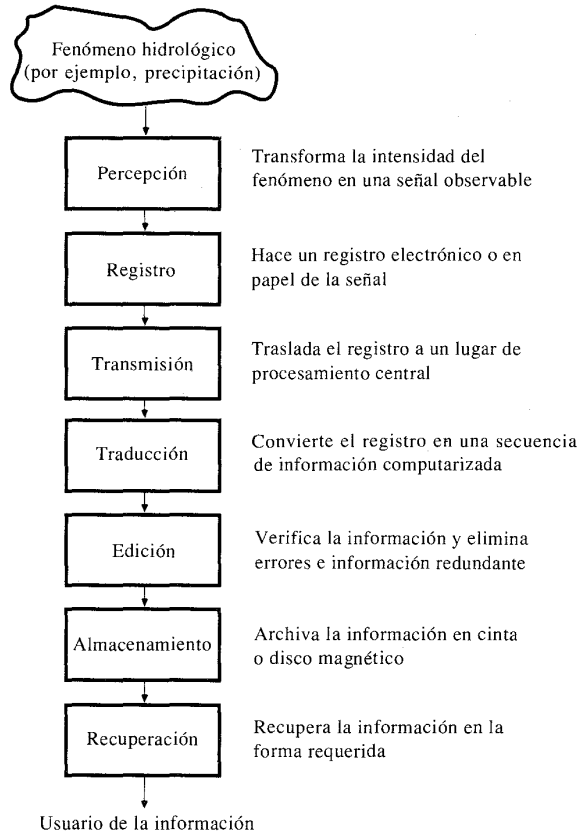 Fenómeno hidrológico
(por ejemplo, precipitación)
Percepción
Transforma la intensidad del
fenómeno en una señal observable
Registro
Hace un registro electrónico o en
papel de la señal
Transmisión
Traslada el registro a un lugar de
procesamiento central
Traducción
Convierte el registro en una secuencia
de información computarizada
Edición
Verifica la información y elimina
errores e información redundante
Almacenamiento
Archiva la información en cinta
o disco magnético
Recuperación
Recupera la información en la
forma requerida
Usuario de la información